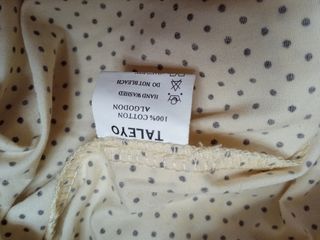 TALEYO
100% COTTON
ALGODON
HAND WASHED
DO NOT BLEACH